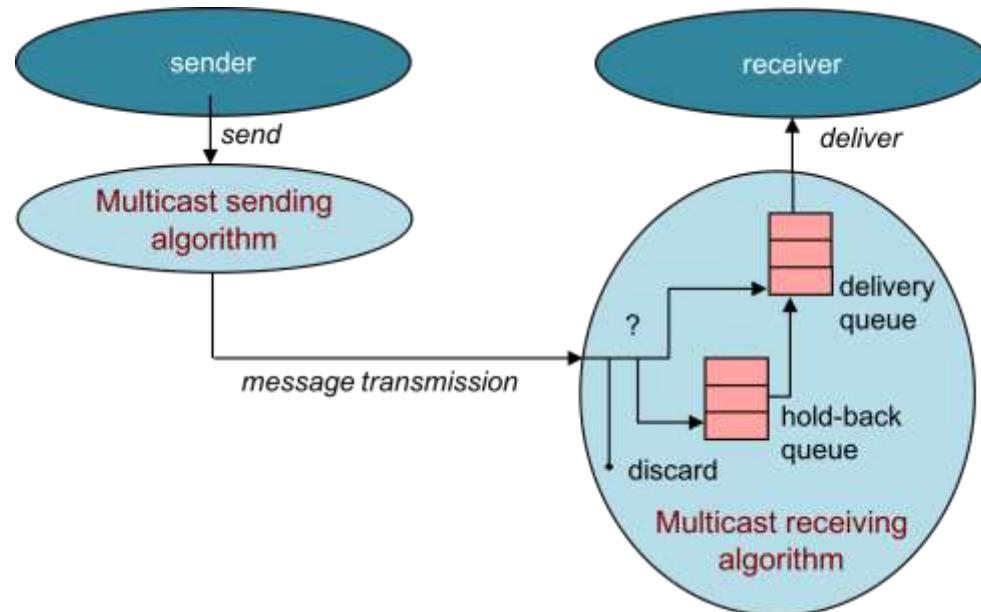 sender
send
Multicast sending
algorithm
message transmission
receiver
deliver
delivery
queue
?
hold-back
queue
discard
Multicast receiving
algorithm